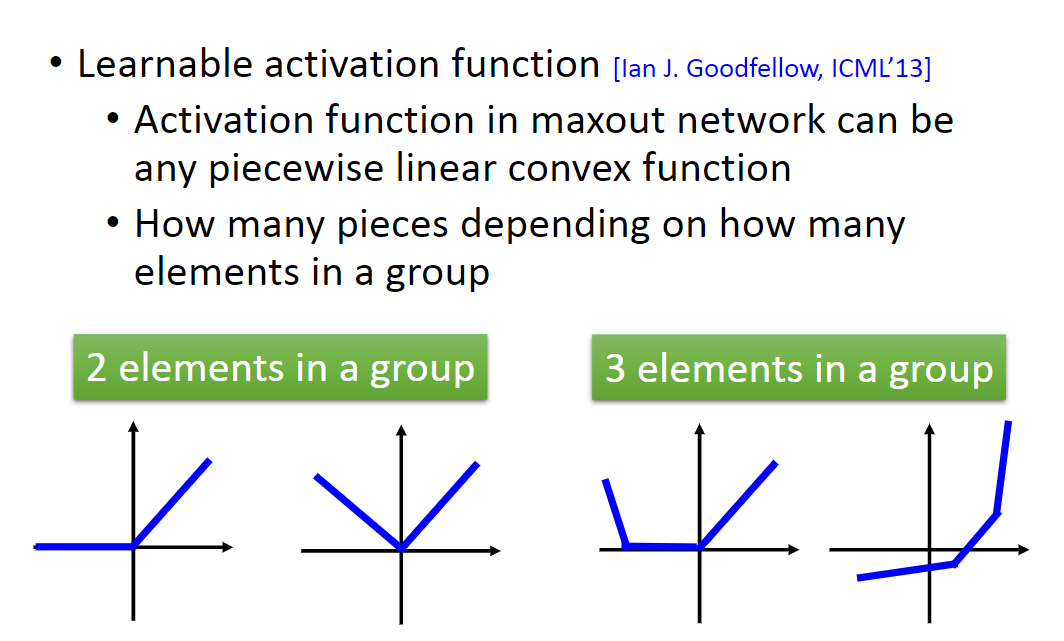 • Learnable activation function [Ian J. Goodfellow, ICML’13]
• Activation function in maxout network can be
any piecewise linear convex function
• How many pieces depending on how many
elements in a group
2 elements in a group
3 elements in a group